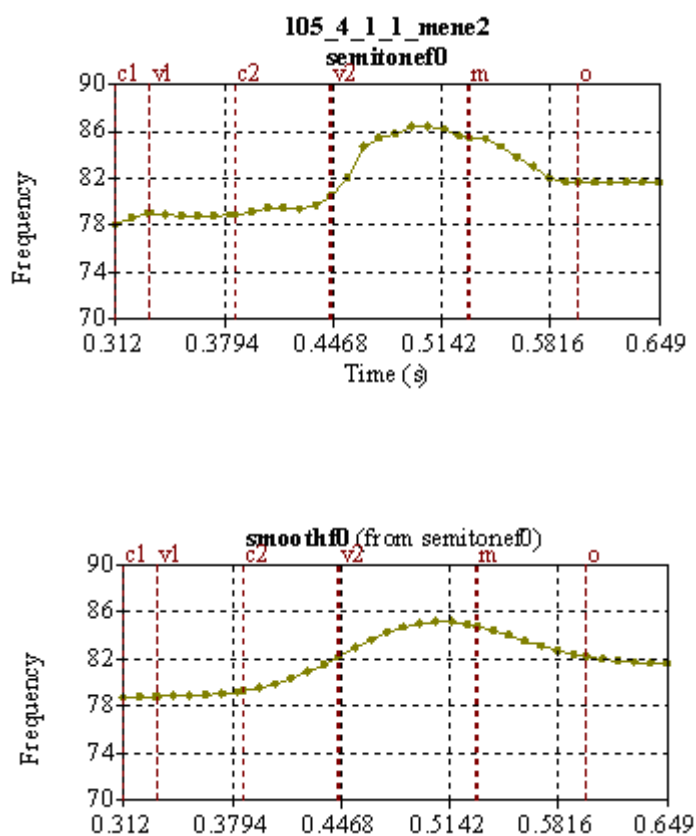 105_4_1_1_mene2
semitonef0
c1 v1 c2 v2 m o
90
86
82
78
74
70
Frequency
0.312 0.3794 0.4468 0.5142 0.5816 0.649
Time (s)
smoothf0 (from semitonef0)
c1 v1 c2 v2 m o
90
86
82
78
74
70
Frequency
0.312 0.3794 0.4468 0.5142 0.5816 0.649